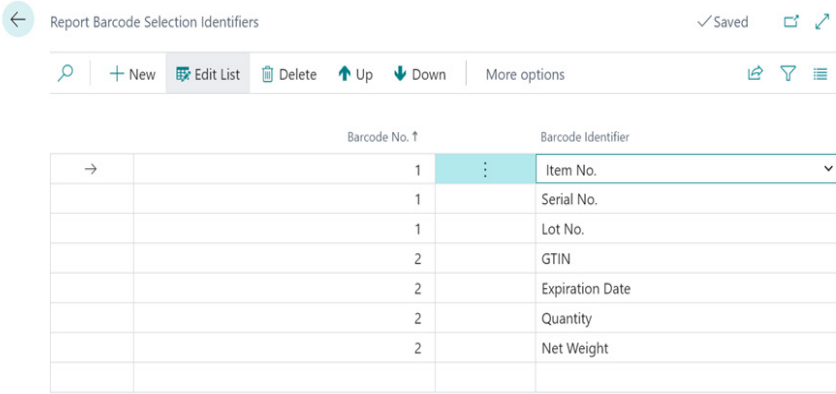 Report Barcode Selection Identifiers Saved
New Edit List Delete Up Down More options
Barcode No. ↑ Barcode Identifier
1 Item No.
1 Serial No.
1 Lot No.
2 GTIN
2 Expiration Date
2 Quantity
2 Net Weight